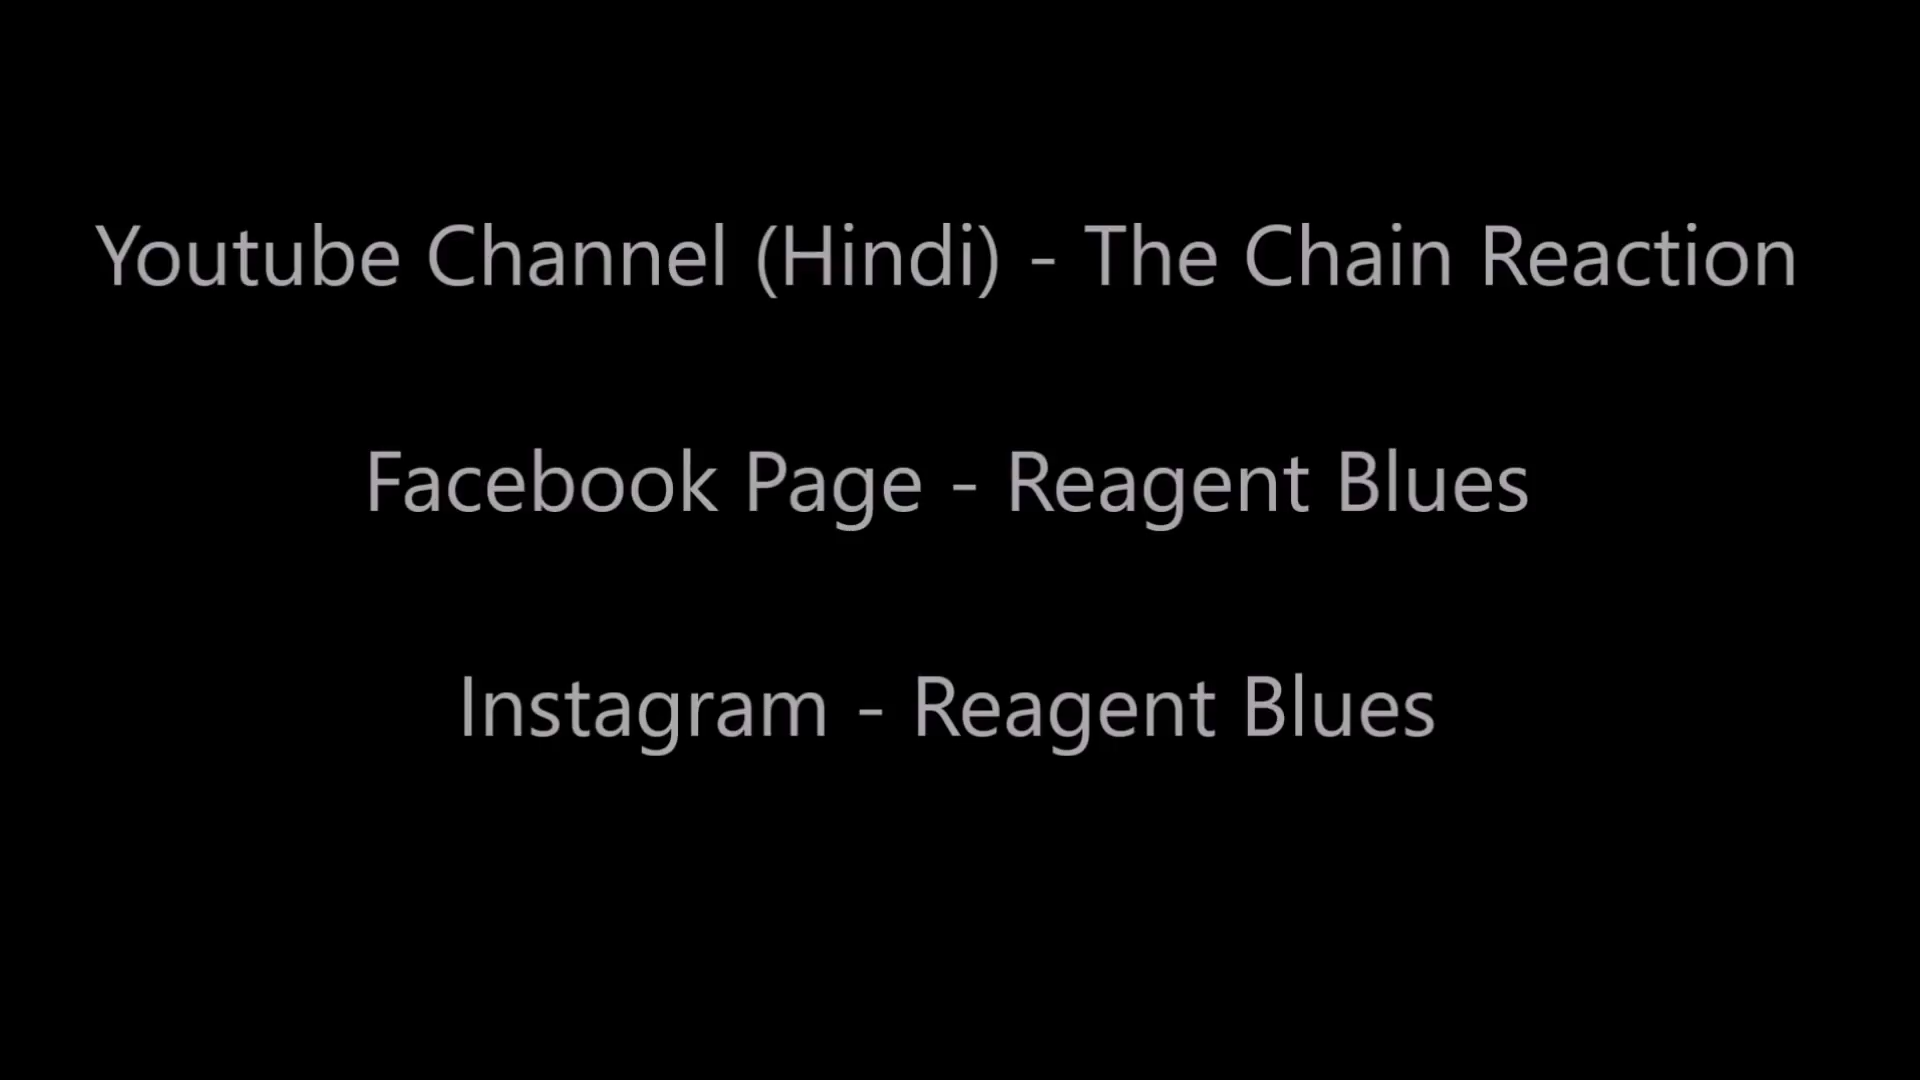 Youtube Channel (Hindi) - The Chain Reaction
Facebook Page - Reagent Blues
Instagram - Reagent Blues